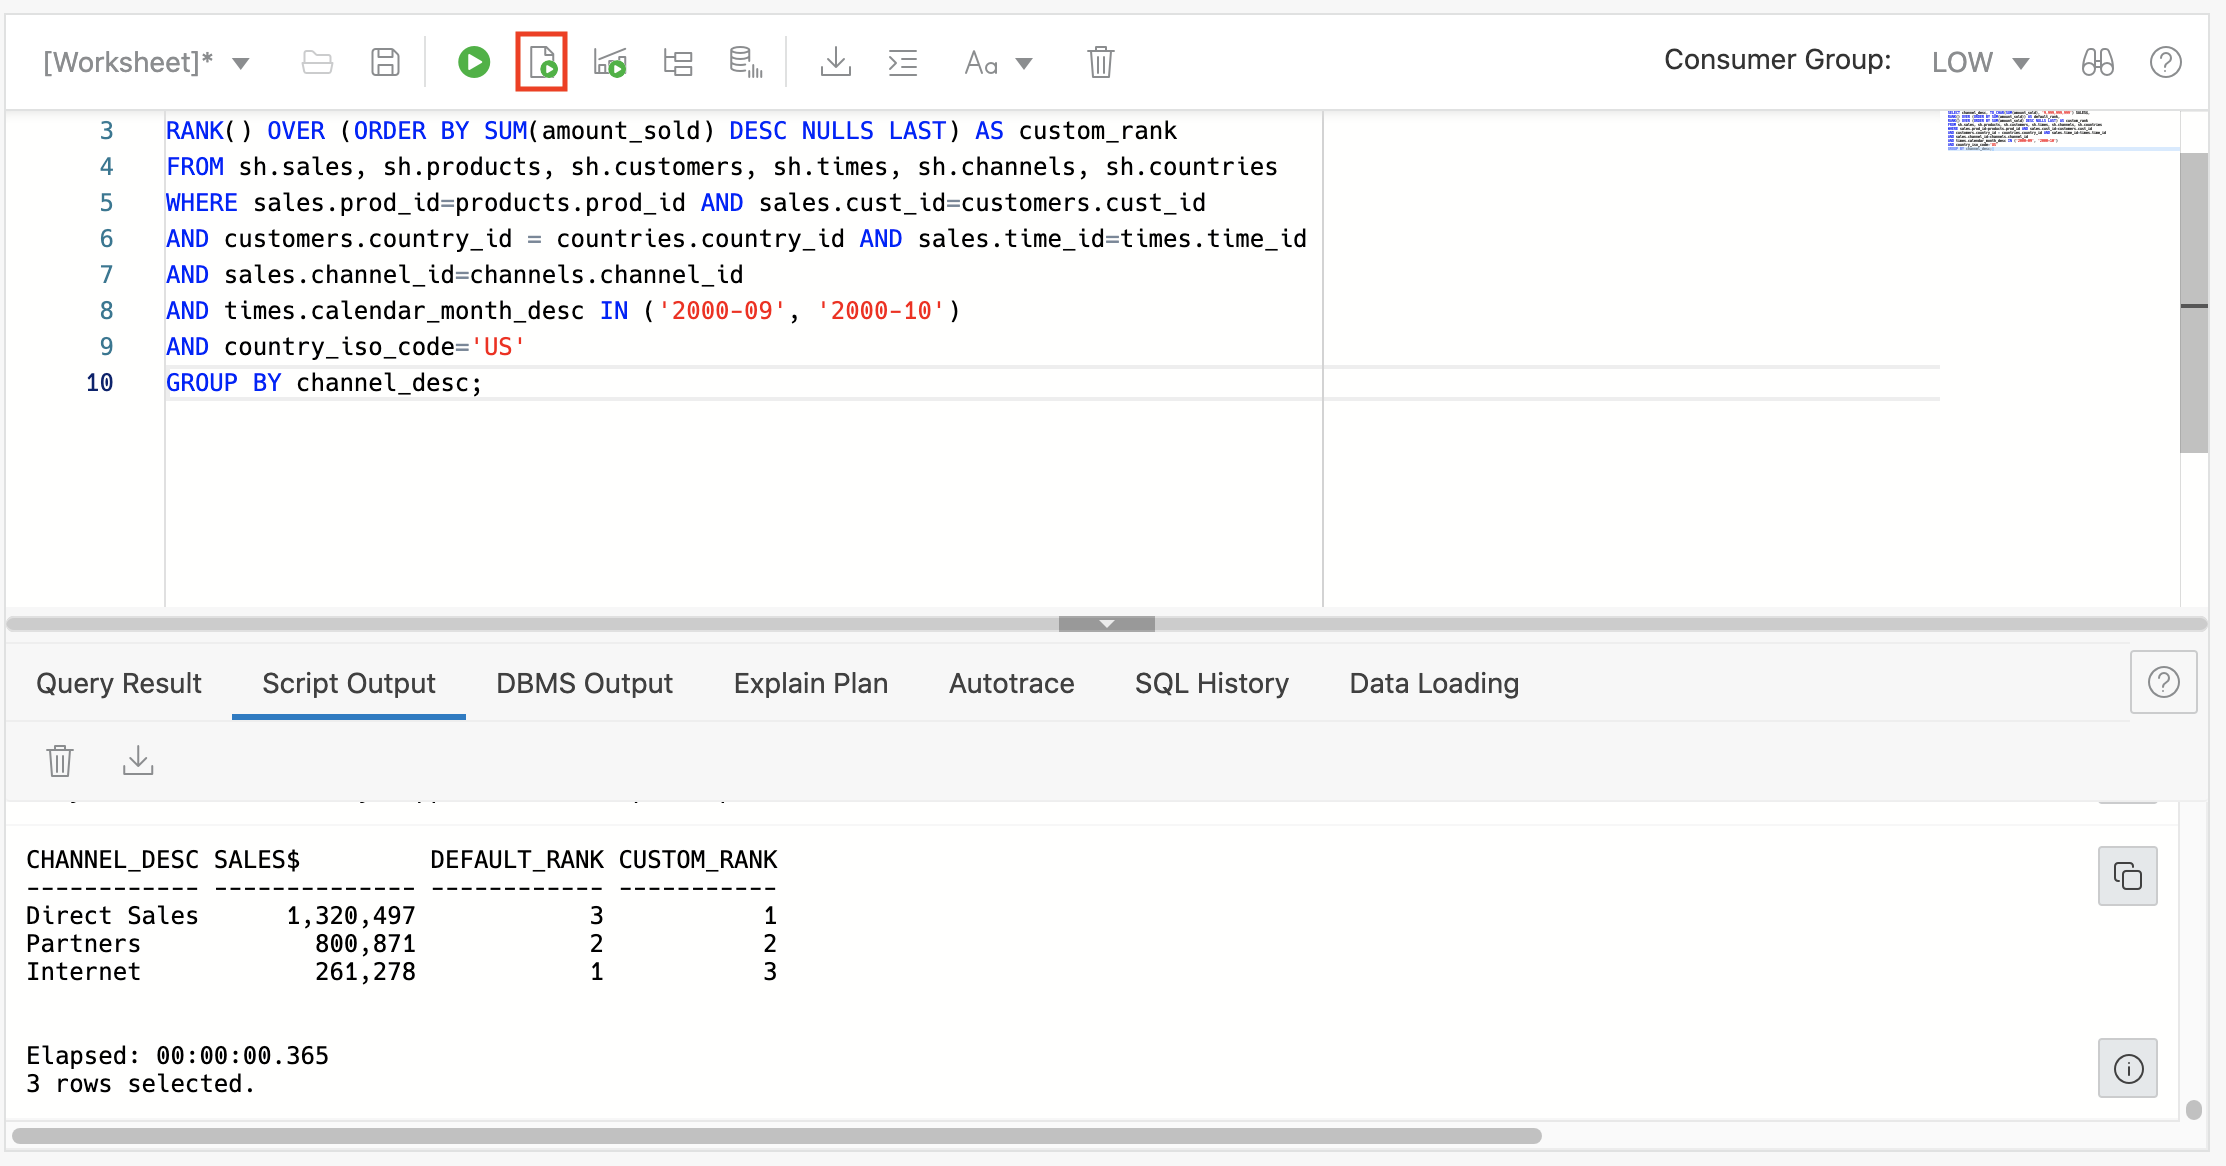 [Worksheet]*
Aa
Consumer Group: LOW
3 RANK() OVER (ORDER BY SUM(amount_sold) DESC NULLS LAST) AS custom_rank
4 FROM sh.sales, sh.products, sh.customers, sh.times, sh.channels, sh.countries
5 WHERE sales.prod_id=products.prod_id AND sales.cust_id=customers.cust_id
6 AND customers.country_id = countries.country_id AND sales.time_id=times.time_id
7 AND sales.channel_id=channels.channel_id
8 AND times.calendar_month_desc IN ('2000-09', '2000-10')
9 AND country_iso_code='US'
10 GROUP BY channel_desc;
Query Result Script Output DBMS Output Explain Plan Autotrace SQL History Data Loading
CHANNEL_DESC SALES$ DEFAULT_RANK CUSTOM_RANK
------------ -------------- ------------ -----------
Direct Sales 1,320,497 3 1
Partners 800,871 2 2
Internet 261,278 1 3
Elapsed: 00:00:00.365
3 rows selected.